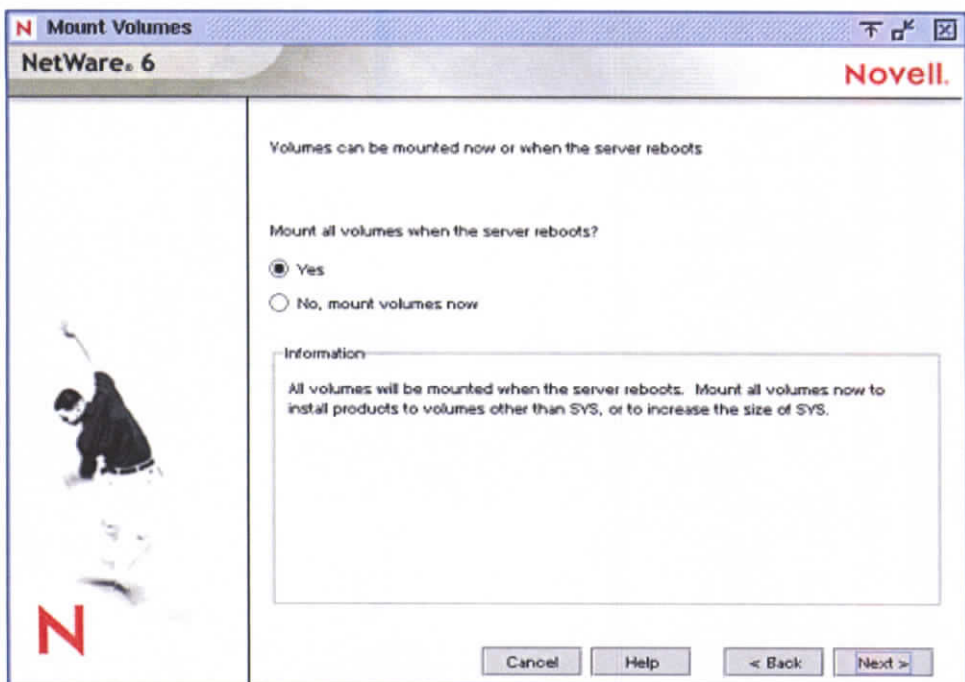 N Mount Volumes
NetWare® 6
Novell®
Volumes can be mounted now or when the server reboots
Mount all volumes when the server reboots?
Yes
No, mount volumes now
Information
All volumes will be mounted when the server reboots. Mount all volumes now to
install products to volumes other than SYS, or to increase the size of SYS.
N
Cancel Help < Back Next >